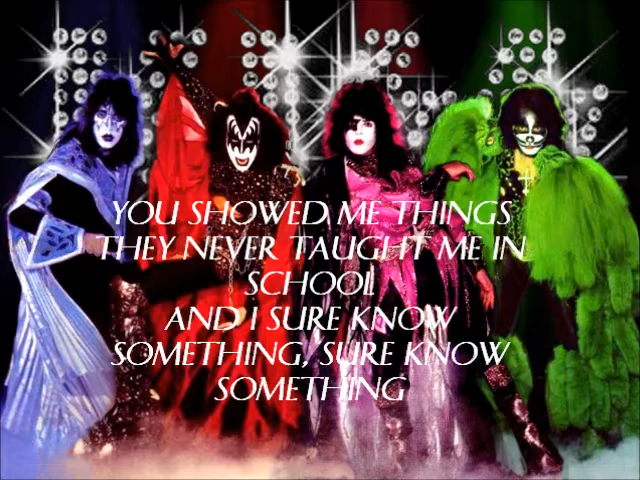 YOU SHOWED ME THINGS
THEY NEVER TAUGHT ME IN
SCHOOL
AND I SURE KNOW
SOMETHING, SURE KNOW
SOMETHING